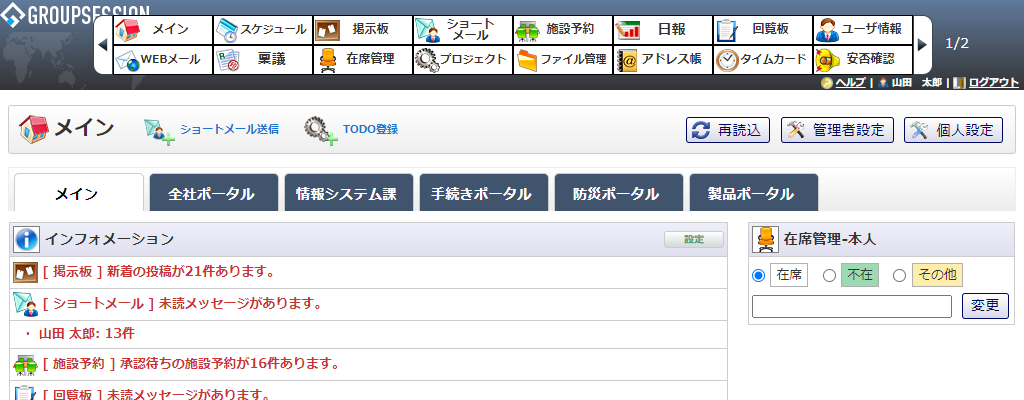 GROUPSESSION
メイン スケジュール 掲示板 ショートメール 施設予約 日報 回覧板 ユーザ情報 1/2
WEBメール 稟議 在席管理 プロジェクト ファイル管理 アドレス帳 タイムカード 安否確認
ヘルプ | 山田 太郎 | ログアウト
メイン ショートメール送信 TODO登録 再読込 管理者設定 個人設定
メイン 全社ポータル 情報システム課 手続きポータル 防災ポータル 製品ポータル
インフォメーション 設定 在席管理-本人
[ 掲示板 ] 新着の投稿が21件あります。 在席 不在 その他
[ ショートメール ] 未読メッセージがあります。 変更
・ 山田 太郎: 13件
[ 施設予約 ] 承認待ちの施設予約が16件あります。
[ 回覧板 ] 未読メッセージがあります。